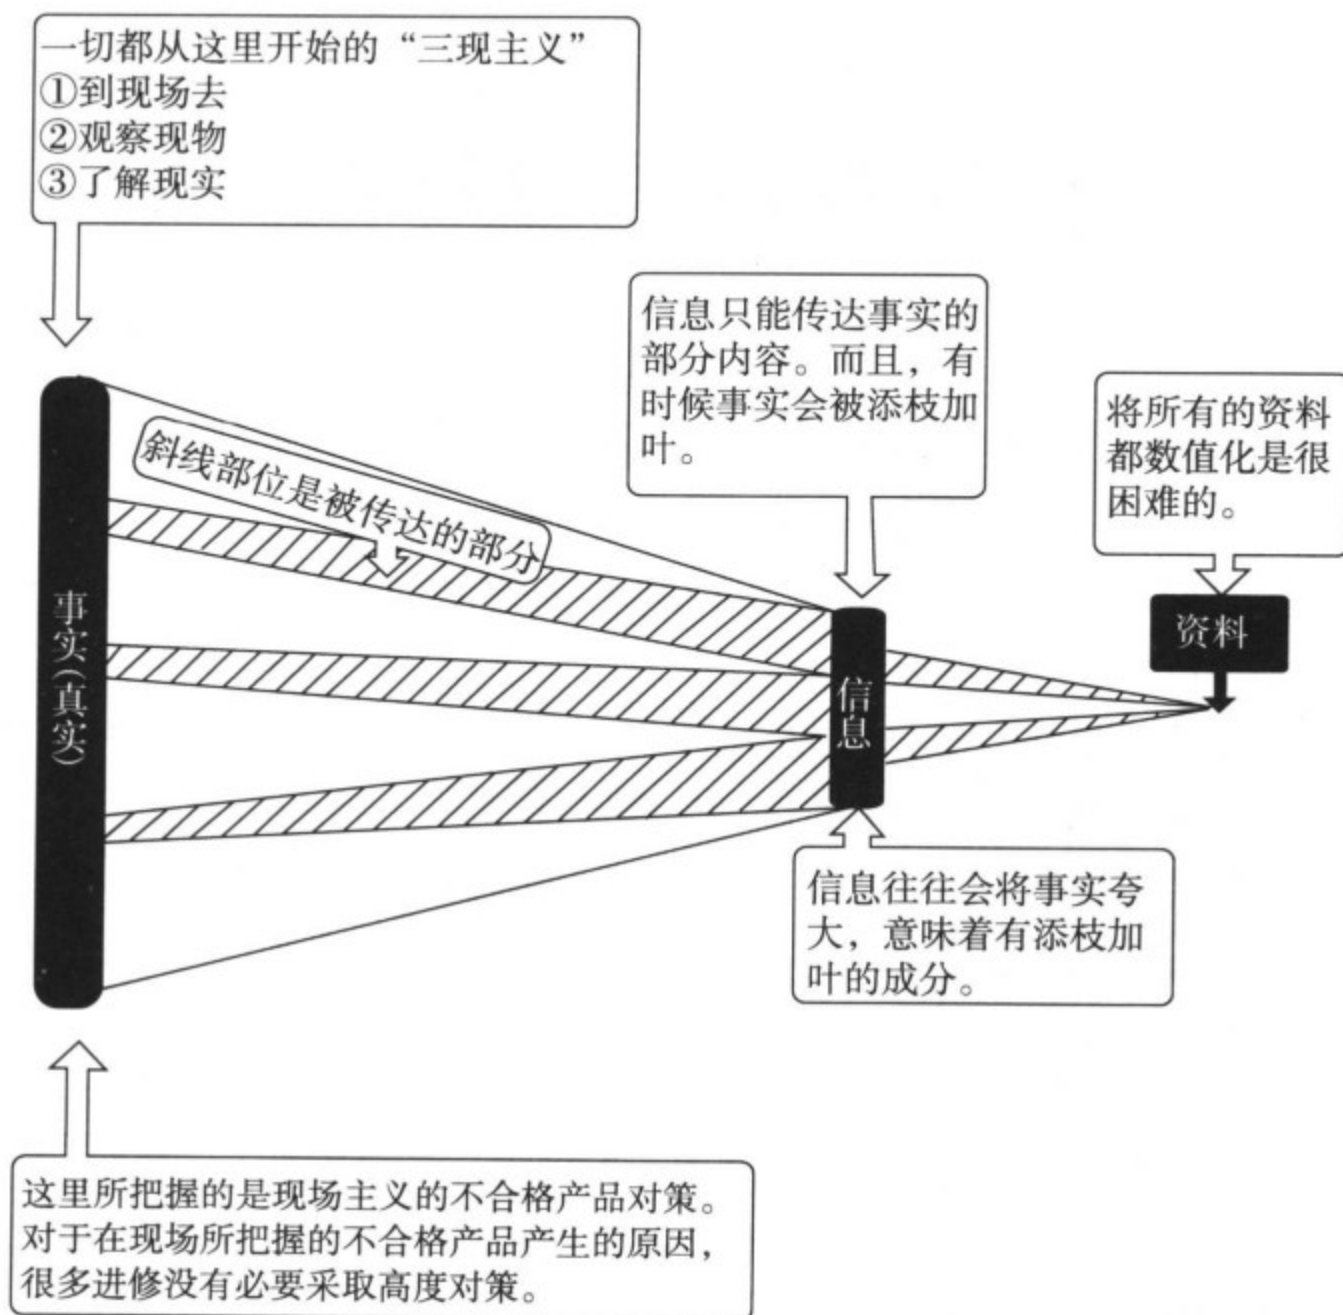 一切都从这里开始的“三现主义”
①到现场去
②观察现物
③了解现实
信息只能传达事实的
部分内容。而且，有
时候事实会被添枝加
叶。
将所有的资料
都数值化是很
困难的。
斜线部位是被传达的部分
事实(真实)
信息
资料
信息往往会将事实夸
大，意味着有添枝加
叶的成分。
这里所把握的是现场主义的不合格产品对策。
对于在现场所把握的不合格产品产生的原因，
很多进修没有必要采取高度对策。